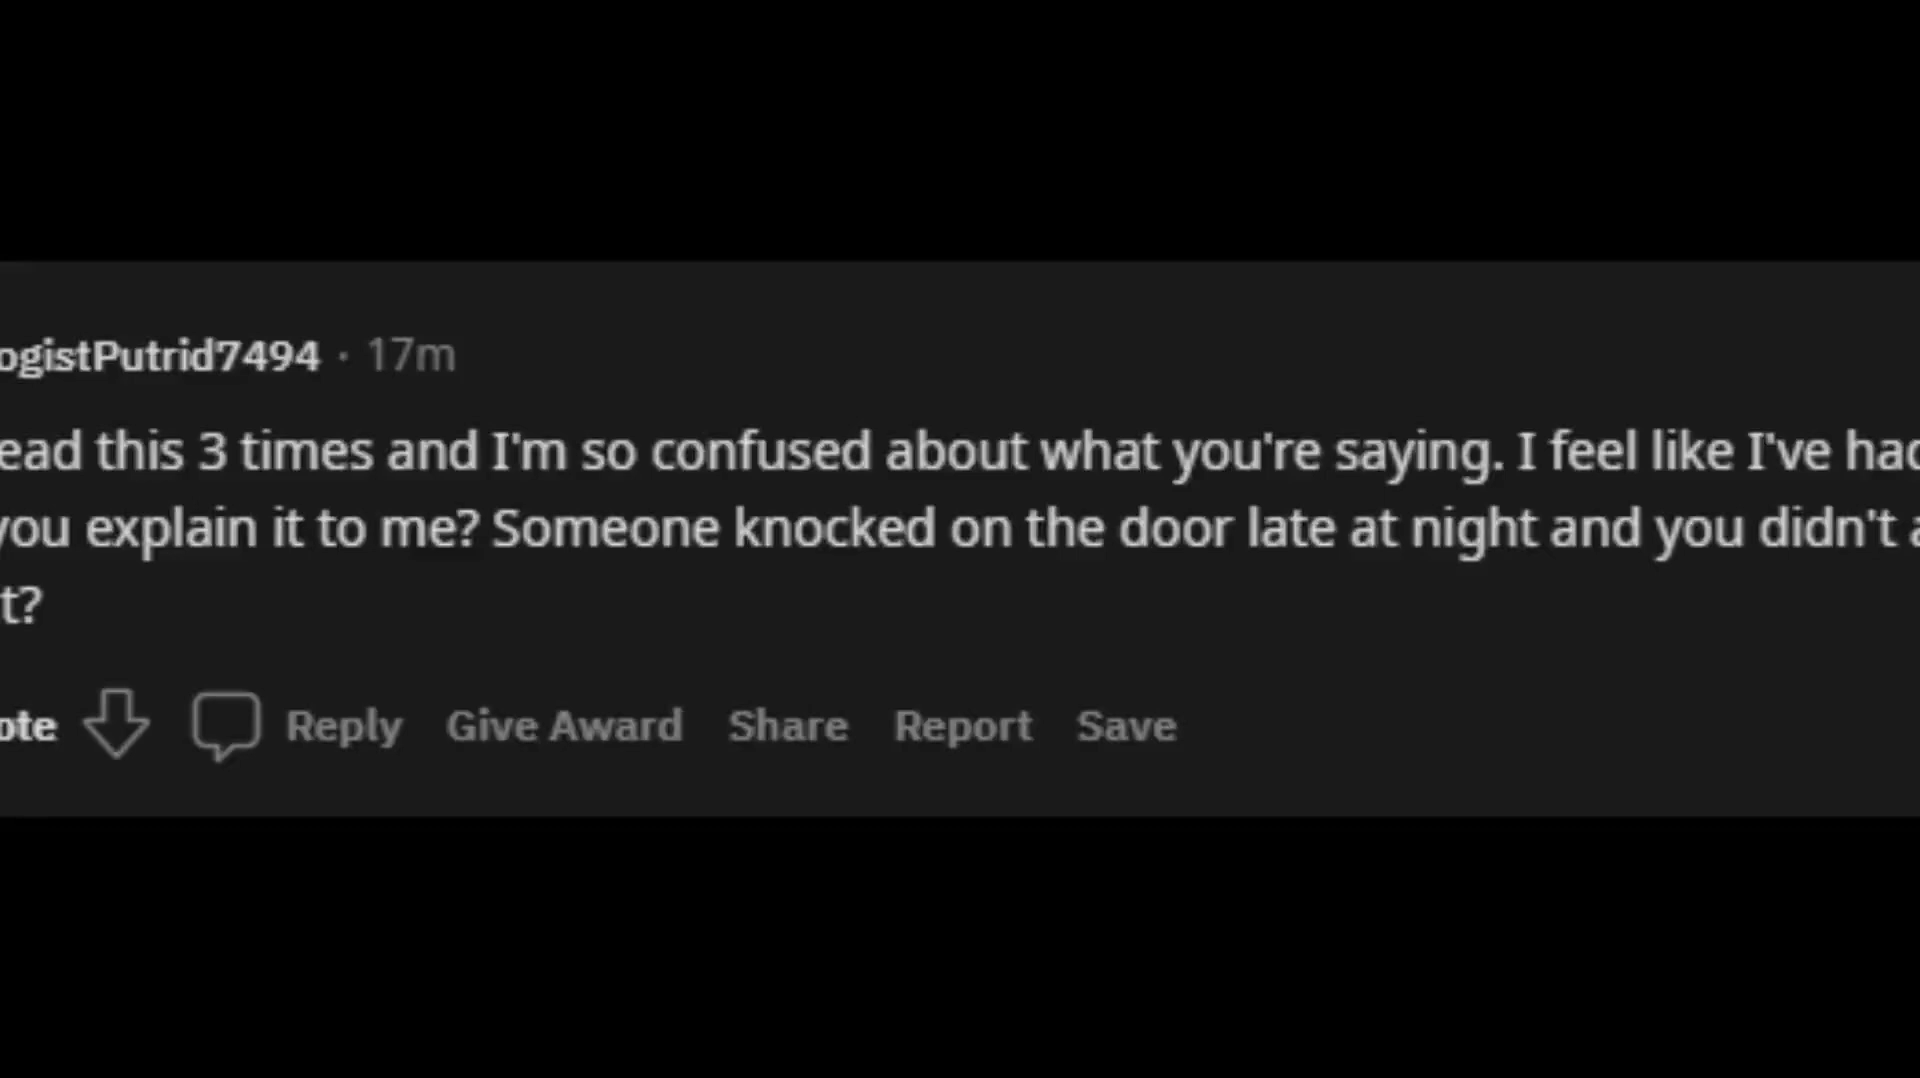 ogistPutrid7494 · 17m
ead this 3 times and I'm so confused about what you're saying. I feel like I've had
you explain it to me? Someone knocked on the door late at night and you didn't a
t?
ote Reply Give Award Share Report Save